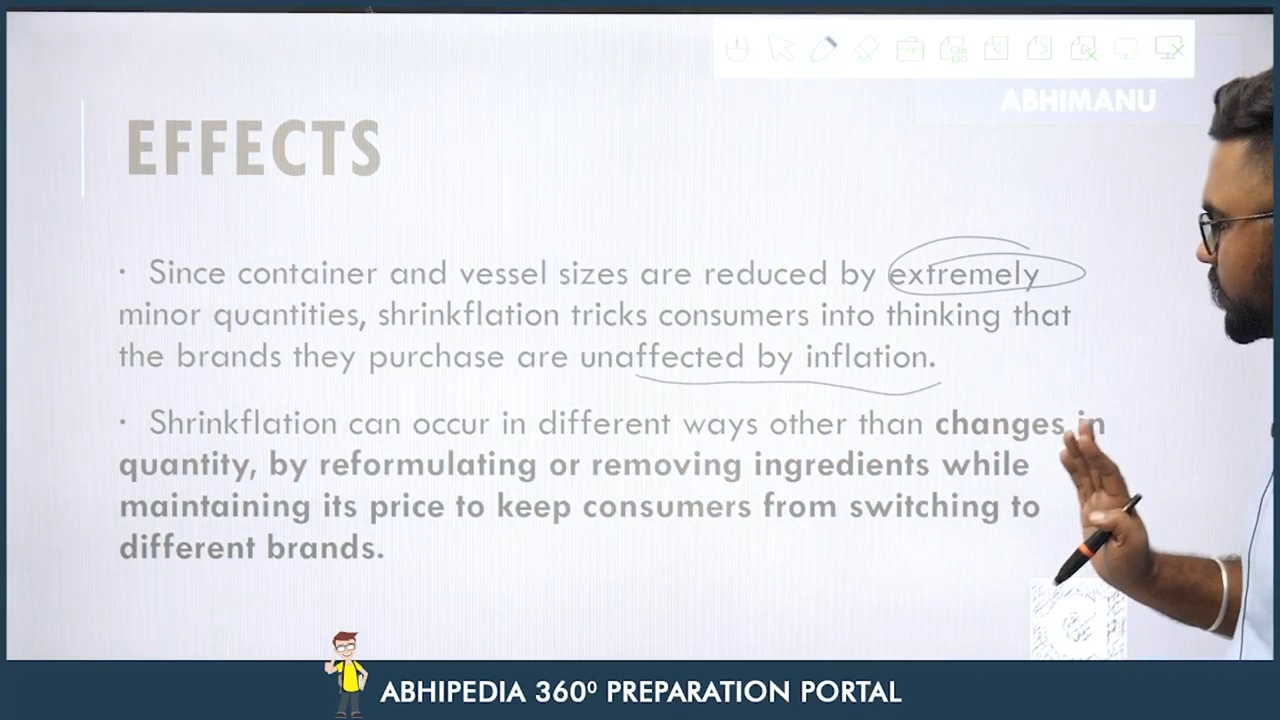 ABHIMANU
EFFECTS
· Since container and vessel sizes are reduced by extremely
minor quantities, shrinkflation tricks consumers into thinking that
the brands they purchase are unaffected by inflation.
· Shrinkflation can occur in different ways other than changes in
quantity, by reformulating or removing ingredients while
maintaining its price to keep consumers from switching to
different brands.
ABHIPEDIA 360⁰ PREPARATION PORTAL